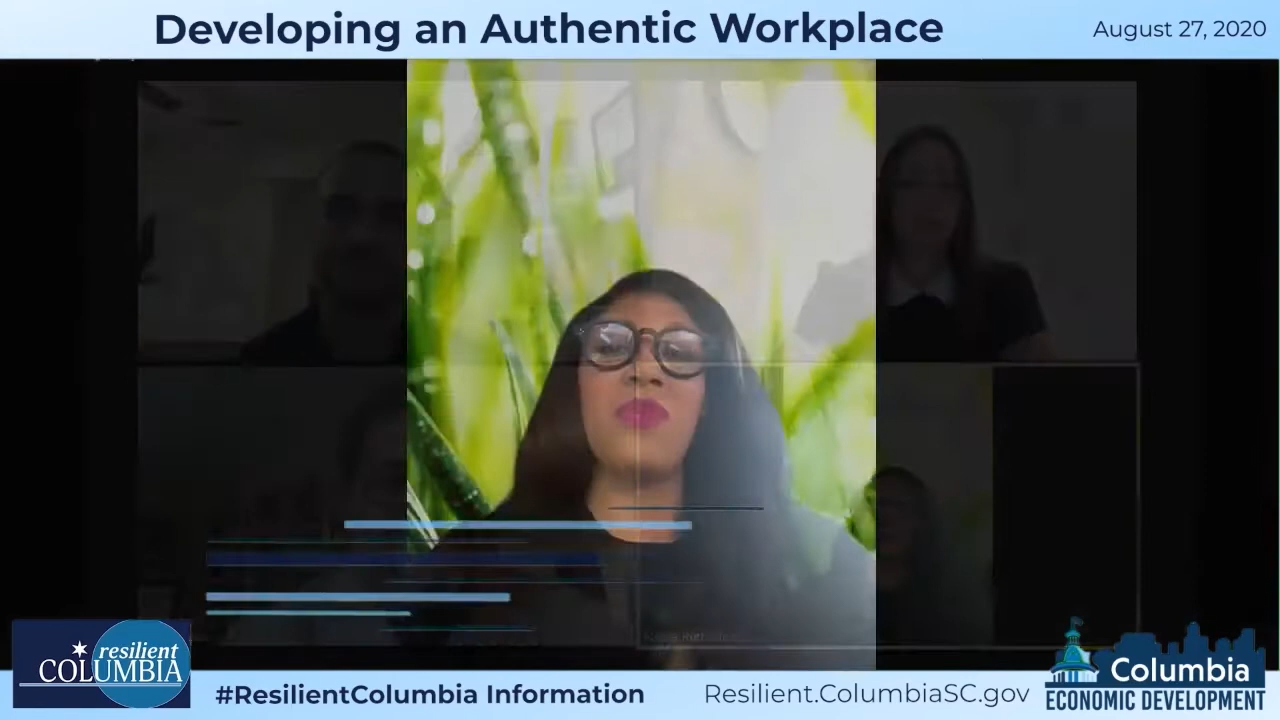 Developing an Authentic Workplace
August 27, 2020
resilient
COLUMBIA
#ResilientColumbia Information
Resilient.ColumbiaSC.gov
Columbia
ECONOMIC DEVELOPMENT